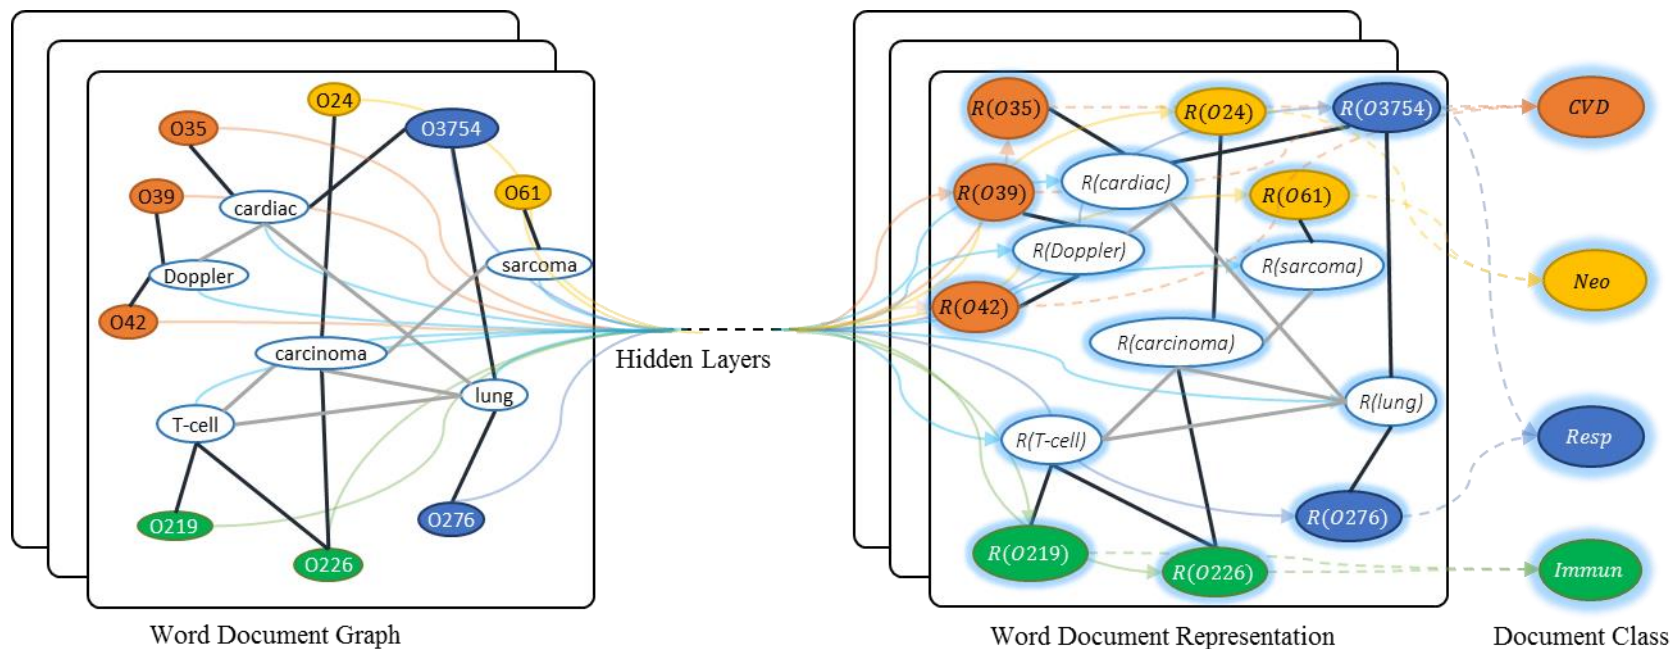 O24
O35
O3754
O39
O61
cardiac
Doppler
sarcoma
O42
carcinoma
lung
T-cell
O219
O276
O226
Word Document Graph
Hidden Layers
R(O35)
R(O24)
R(O3754)
R(cardiac)
R(O39)
R(O61)
R(Doppler)
R(sarcoma)
R(O42)
R(carcinoma)
R(lung)
R(T-cell)
R(O276)
R(O219)
R(O226)
Word Document Representation
CVD
Neo
Resp
Immun
Document Class